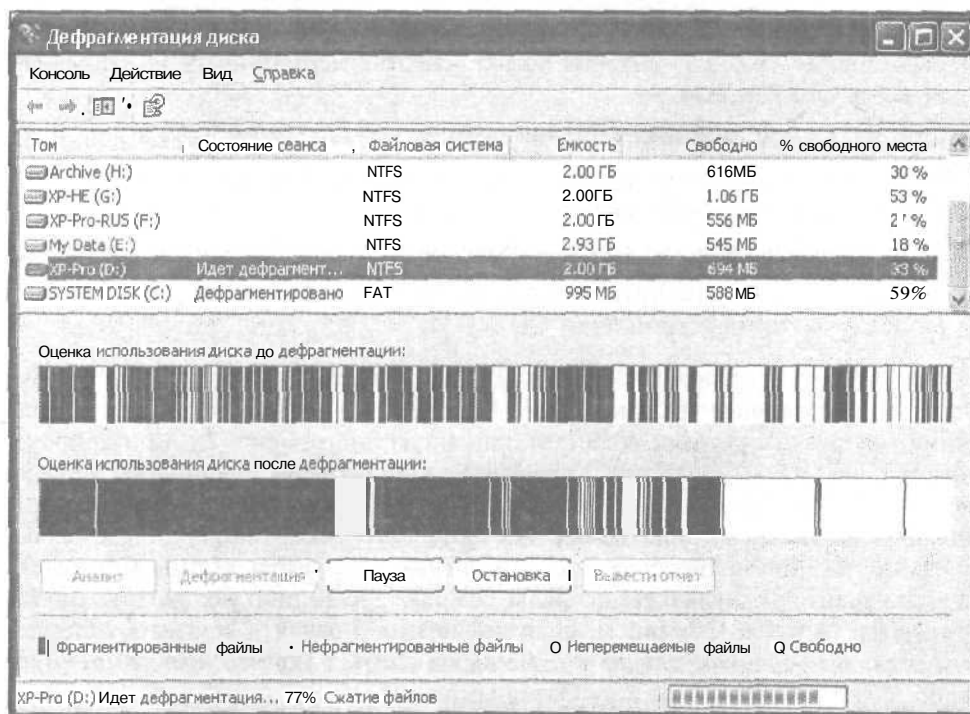 Дефрагментация диска
Консоль Действие Вид Справка
Том Состояние сеанса Файловая система Емкость Свободно % свободного места
Archive (H:) NTFS 2.00 ГБ 616МБ 30 %
XP-HE (G:) NTFS 2.00ГБ 1.06 ГБ 53 %
XP-Pro-RUS (F:) NTFS 2.00 ГБ 556 МБ
My Data (E:) NTFS 2.93 ГБ 545 МБ 18 %
XP-Pro (D:) Идет дефрагмент... NTFS 2.00 ГБ 694 МБ 33 %
SYSTEM DISK (C:) Дефрагментировано FAT 995 МБ 588 МБ 59%
Оценка использования диска до дефрагментации:
Оценка использования диска после дефрагментации:
Анализ Дефрагментация Пауза Остановка Вывести отчет
Фрагментированные файлы Нефрагментированные файлы Неперемещаемые файлы Свободно
XP-Pro (D:) Идет дефрагментация... 77% Сжатие файлов